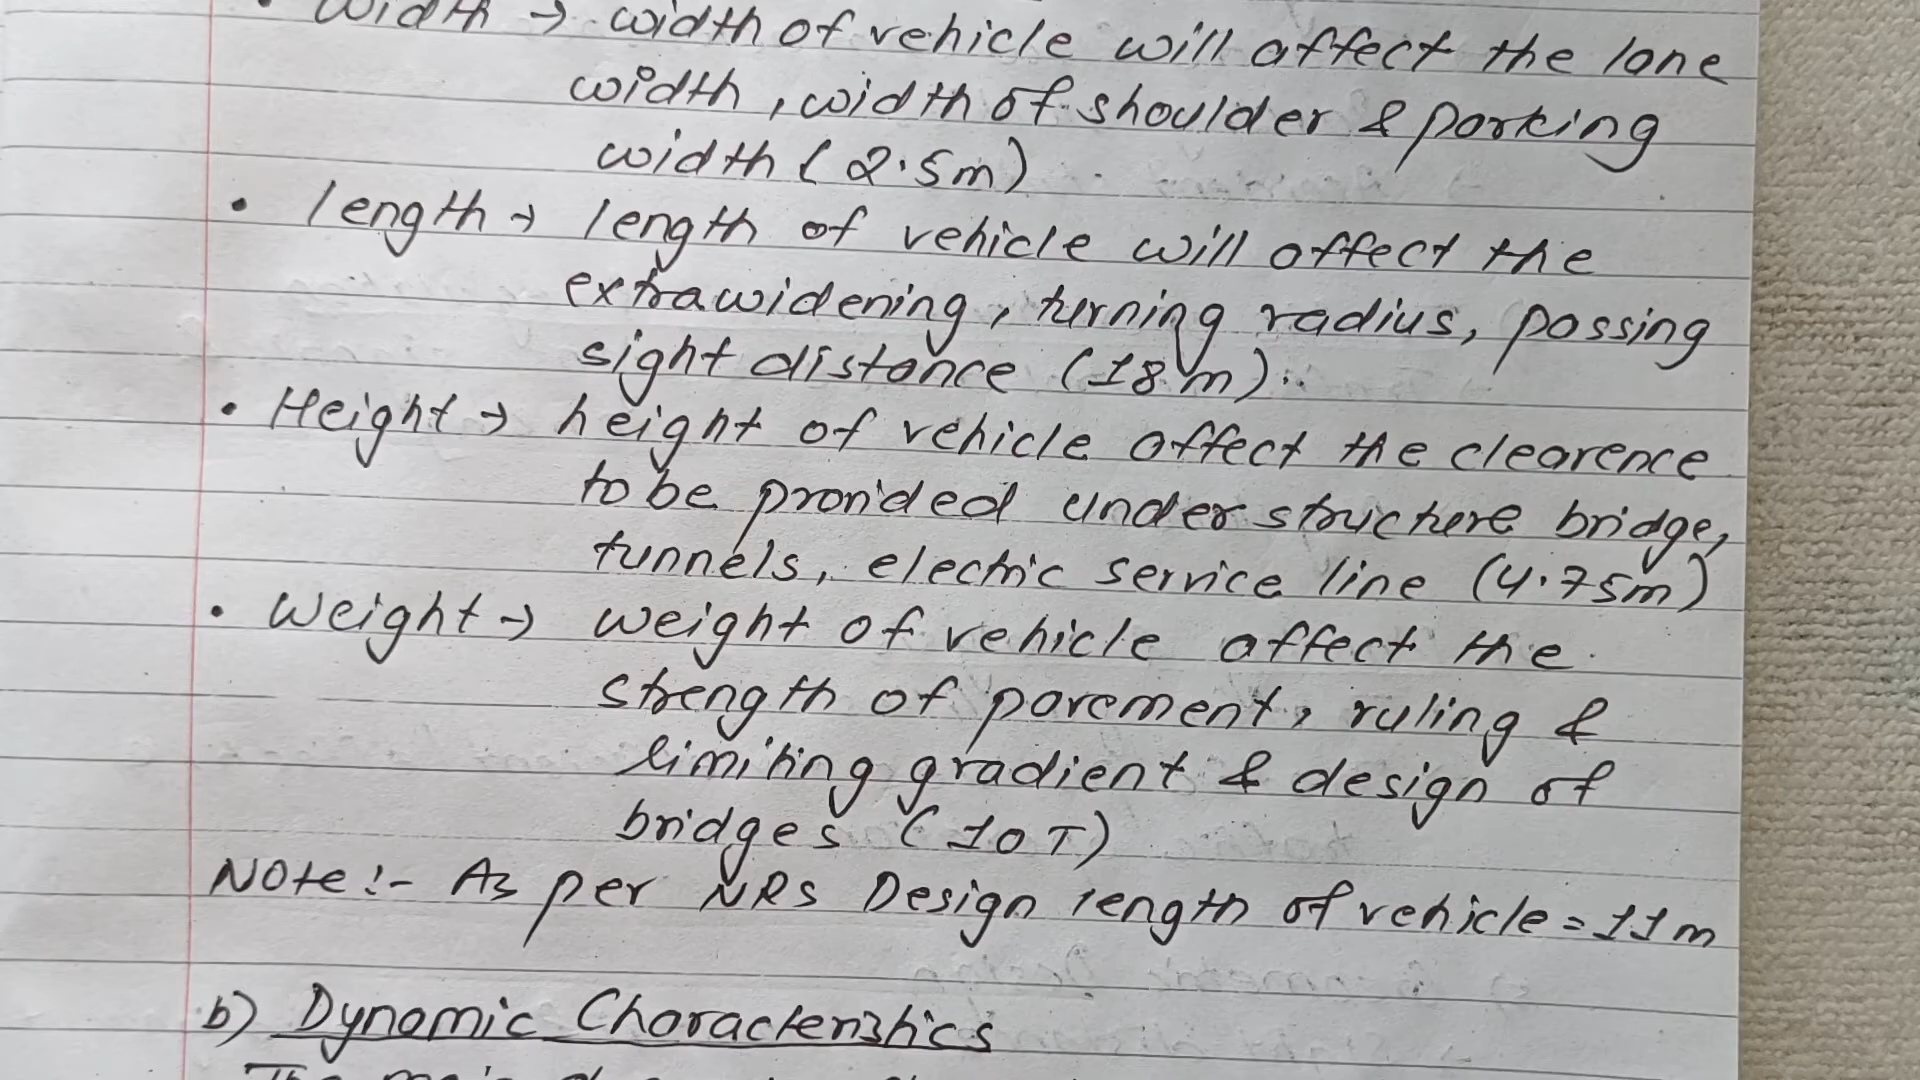 • Width → width of vehicle will affect the lane
width, width of shoulder & parking
width (2.5m)
• length → length of vehicle will affect the
extrawidening, turning radius, passing
sight distance (18m).
• Height → height of vehicle affect the clearence
to be provided under structure bridge,
tunnels, electric service line (4.75m)
• Weight → weight of vehicle affect the
strength of pavement, ruling &
limiting gradient & design of
bridges (10T)
NOte:- As per NRS Design length of vehicle = 11m
b) Dynamic Characteristics